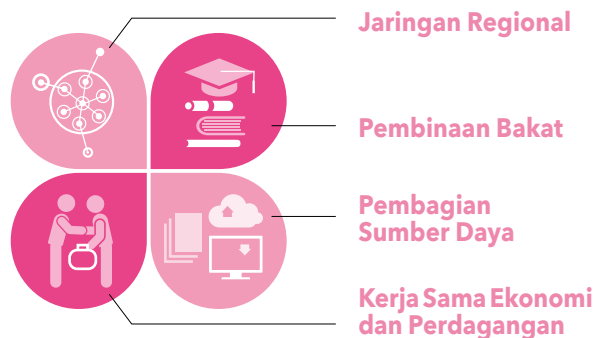 Jaringan Regional
Pembinaan Bakat
Pembagian
Sumber Daya
Kerja Sama Ekonomi
dan Perdagangan